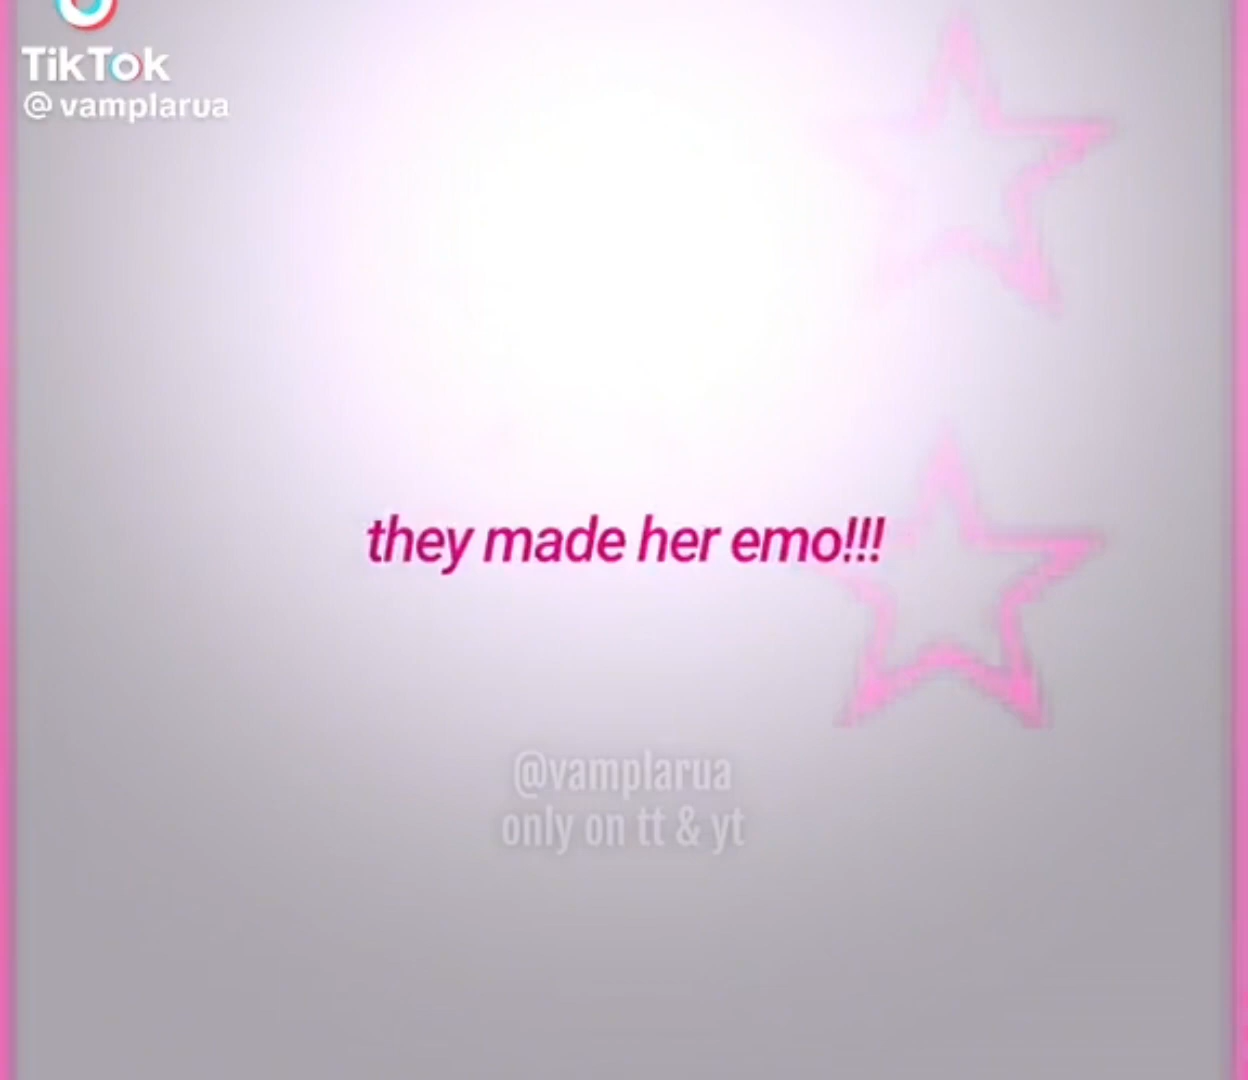 TikTok
@vamplarua
they made her emo!!!
@vamplarua
only on tt & yt